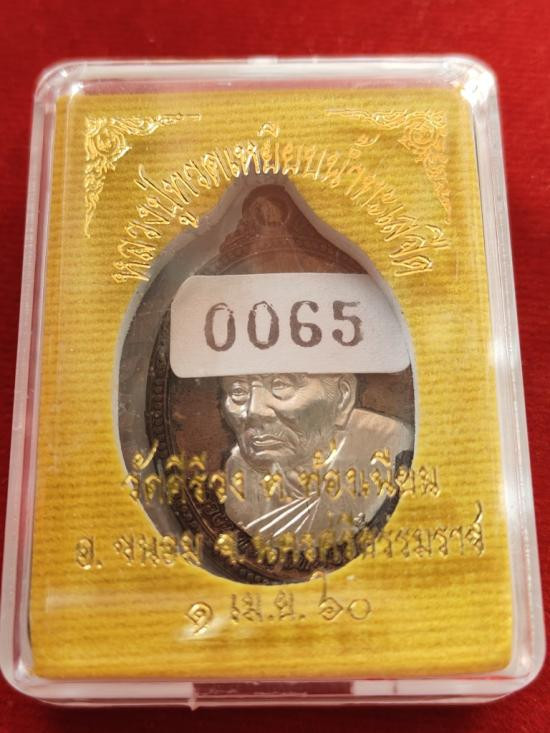 หลวงปู่ทวดเหยียบน้ำทะเลจืด
0065
วัดคีรีวง ต.ท้องเนียน
อ. ขนอม จ.นครศรีธรรมราช
๑ เม.ย. ๖๐